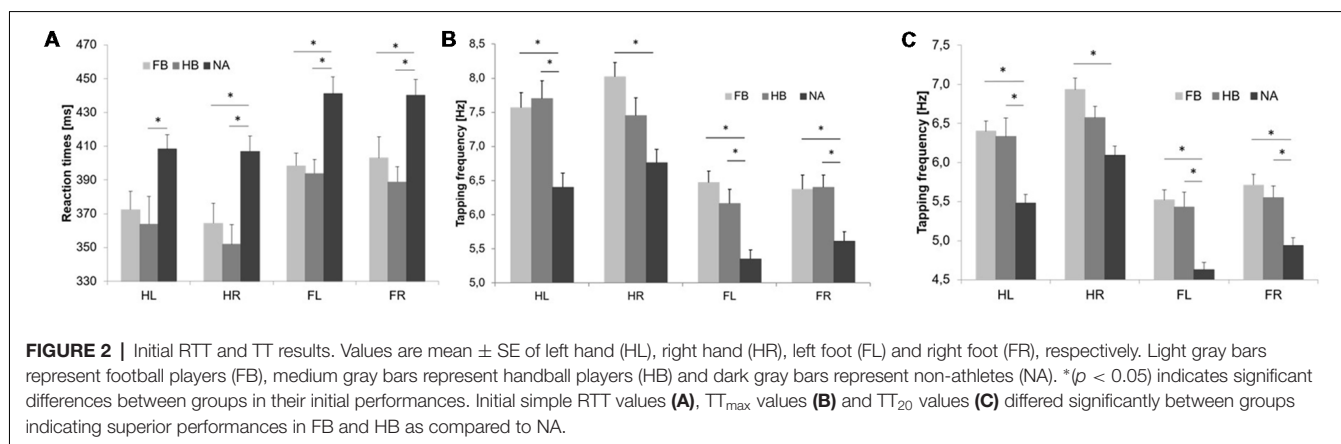 A
Reaction times [ms]
470
450
430
410
390
370
350
330
FB HB NA
* * * * * * *
HL HR FL FR
B
Tapping frequency [Hz]
8,5
8,0
7,5
7,0
6,5
6,0
5,5
5,0
FB HB NA
* * * * * * *
HL HR FL FR
C
Tapping frequency [Hz]
7,5
7,0
6,5
6,0
5,5
5,0
4,5
FB HB NA
* * * * * * *
HL HR FL FR
FIGURE 2 | Initial RTT and TT results. Values are mean ± SE of left hand (HL), right hand (HR), left foot (FL) and right foot (FR), respectively. Light gray bars
represent football players (FB), medium gray bars represent handball players (HB) and dark gray bars represent non-athletes (NA). *(p < 0.05) indicates significant
differences between groups in their initial performances. Initial simple RTT values (A), TTmax values (B) and TT20 values (C) differed significantly between groups
indicating superior performances in FB and HB as compared to NA.